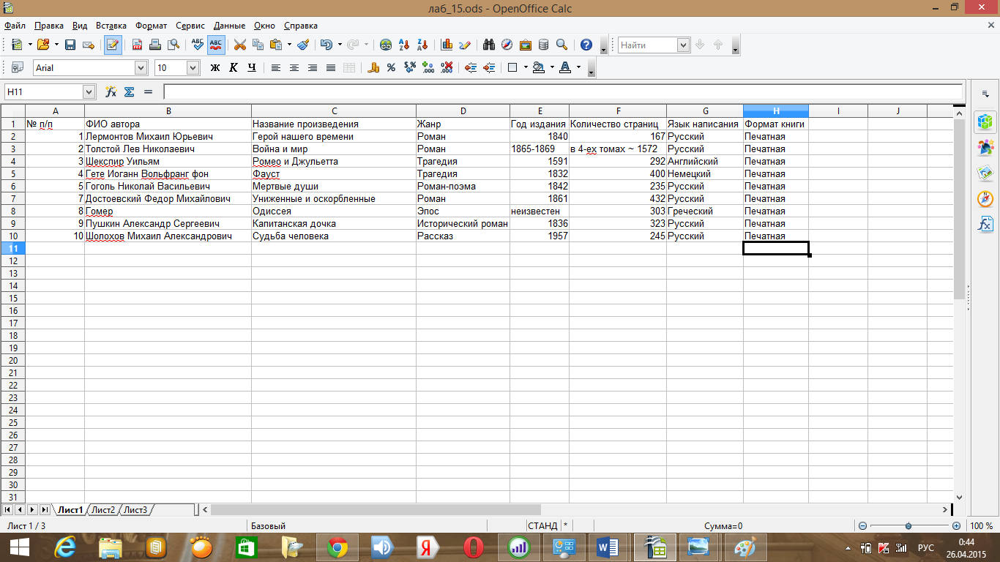 лаб_15.ods - OpenOffice Calc
Файл Правка Вид Вставка Формат Сервис Данные Окно Справка
Найти
Arial 10 Ж К Ч
H11
A B C D E F G H I J
1 № п/п ФИО автора Название произведения Жанр Год издания Количество страниц Язык написания Формат книги
2 1 Лермонтов Михаил Юрьевич Герой нашего времени Роман 1840 167 Русский Печатная
3 2 Толстой Лев Николаевич Война и мир Роман 1865-1869 в 4-ех томах ~ 1572 Русский Печатная
4 3 Шекспир Уильям Ромео и Джульетта Трагедия 1591 292 Английский Печатная
5 4 Гете Иоганн Вольфранг фон Фауст Трагедия 1832 400 Немецкий Печатная
6 5 Гоголь Николай Васильевич Мертвые души Роман-поэма 1842 235 Русский Печатная
7 7 Достоевский Федор Михайлович Униженные и оскорбленные Роман 1861 432 Русский Печатная
8 8 Гомер Одиссея Эпос неизвестен 303 Греческий Печатная
9 9 Пушкин Александр Сергеевич Капитанская дочка Исторический роман 1836 323 Русский Печатная
10 10 Шолохов Михаил Александрович Судьба человека Рассказ 1957 245 Русский Печатная
11
12
13
14
15
16
17
18
19
20
21
22
23
24
25
26
27
28
29
30
31
Лист1 Лист2 Лист3
Лист 1 / 3 Базовый СТАНД * Сумма=0 100 %
РУС 0:44
26.04.2015